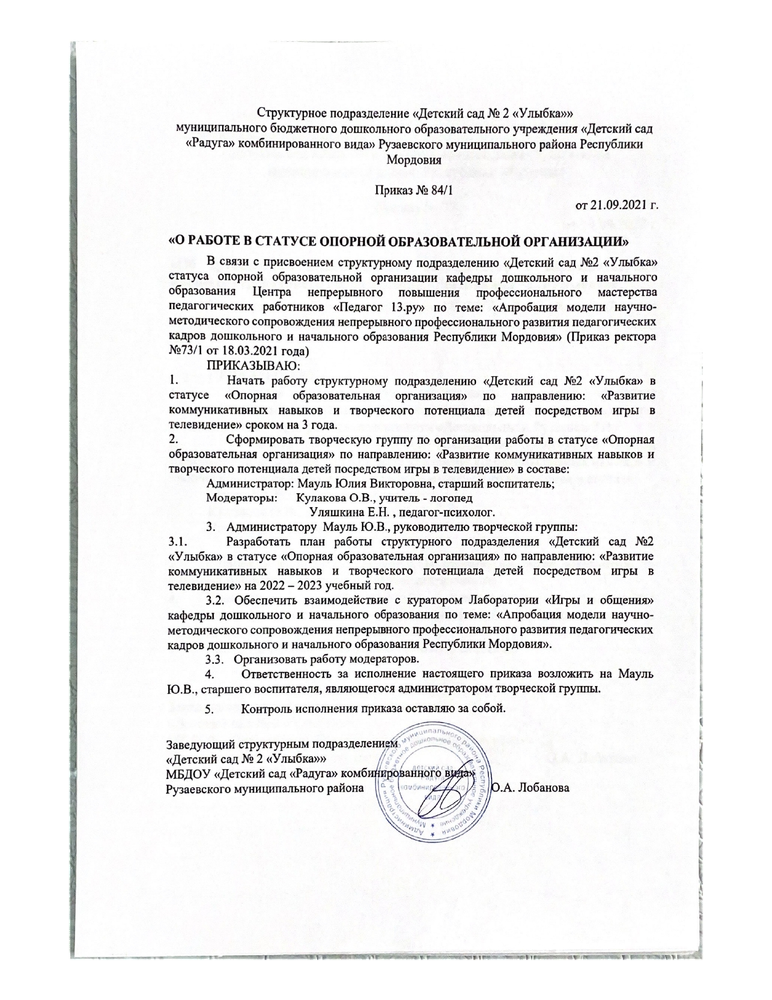 Структурное подразделение «Детский сад № 2 «Улыбка»»
муниципального бюджетного дошкольного образовательного учреждения «Детский сад
«Радуга» комбинированного вида» Рузаевского муниципального района Республики
Мордовия
Приказ № 84/1
от 21.09.2021 г.
«О РАБОТЕ В СТАТУСЕ ОПОРНОЙ ОБРАЗОВАТЕЛЬНОЙ ОРГАНИЗАЦИИ»
В связи с присвоением структурному подразделению «Детский сад №2 «Улыбка»
статуса опорной образовательной организации кафедры дошкольного и начального
образования Центра непрерывного повышения профессионального мастерства
педагогических работников «Педагог 13.ру» по теме: «Апробация модели научно-
методического сопровождения непрерывного профессионального развития педагогических
кадров дошкольного и начального образования Республики Мордовия» (Приказ ректора
№73/1 от 18.03.2021 года)
ПРИКАЗЫВАЮ:
1. Начать работу структурному подразделению «Детский сад №2 «Улыбка» в
статусе «Опорная образовательная организация» по направлению: «Развитие
коммуникативных навыков и творческого потенциала детей посредством игры в
телевидение» сроком на 3 года.
2. Сформировать творческую группу по организации работы в статусе «Опорная
образовательная организация» по направлению: «Развитие коммуникативных навыков и
творческого потенциала детей посредством игры в телевидение» в составе:
Администратор: Мауль Юлия Викторовна, старший воспитатель;
Модераторы: Кулакова О.В., учитель - логопед
Уляшкина Е.Н. , педагог-психолог.
3. Администратору Мауль Ю.В., руководителю творческой группы:
3.1. Разработать план работы структурного подразделения «Детский сад №2
«Улыбка» в статусе «Опорная образовательная организация» по направлению: «Развитие
коммуникативных навыков и творческого потенциала детей посредством игры в
телевидение» на 2022 – 2023 учебный год.
3.2. Обеспечить взаимодействие с куратором Лаборатории «Игры и общения»
кафедры дошкольного и начального образования по теме: «Апробация модели научно-
методического сопровождения непрерывного профессионального развития педагогических
кадров дошкольного и начального образования Республики Мордовия».
3.3. Организовать работу модераторов.
4. Ответственность за исполнение настоящего приказа возложить на Мауль
Ю.В., старшего воспитателя, являющегося администратором творческой группы.
5. Контроль исполнения приказа оставляю за собой.
Заведующий структурным подразделением
«Детский сад № 2 «Улыбка»»
МБДОУ «Детский сад «Радуга» комбинированного вида»
Рузаевского муниципального района О.А. Лобанова
Администрация Рузаевского муниципального района Республики Мордовия
Муниципальное бюджетное дошкольное образовательное учреждение
ДЕТСКИЙ САД
РАДУГА
КОМБИНИРОВАННОГО
ВИДА